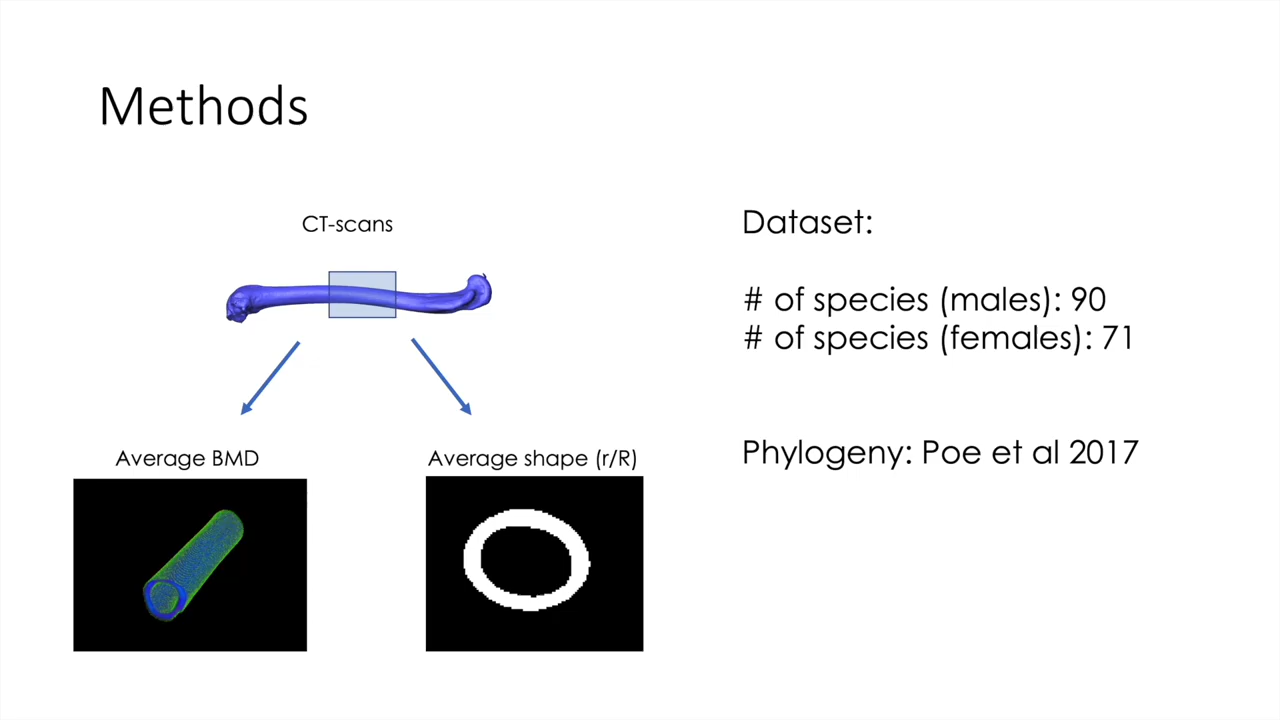 Methods
CT-scans
Average BMD
Average shape (r/R)
Dataset:
# of species (males): 90
# of species (females): 71
Phylogeny: Poe et al 2017